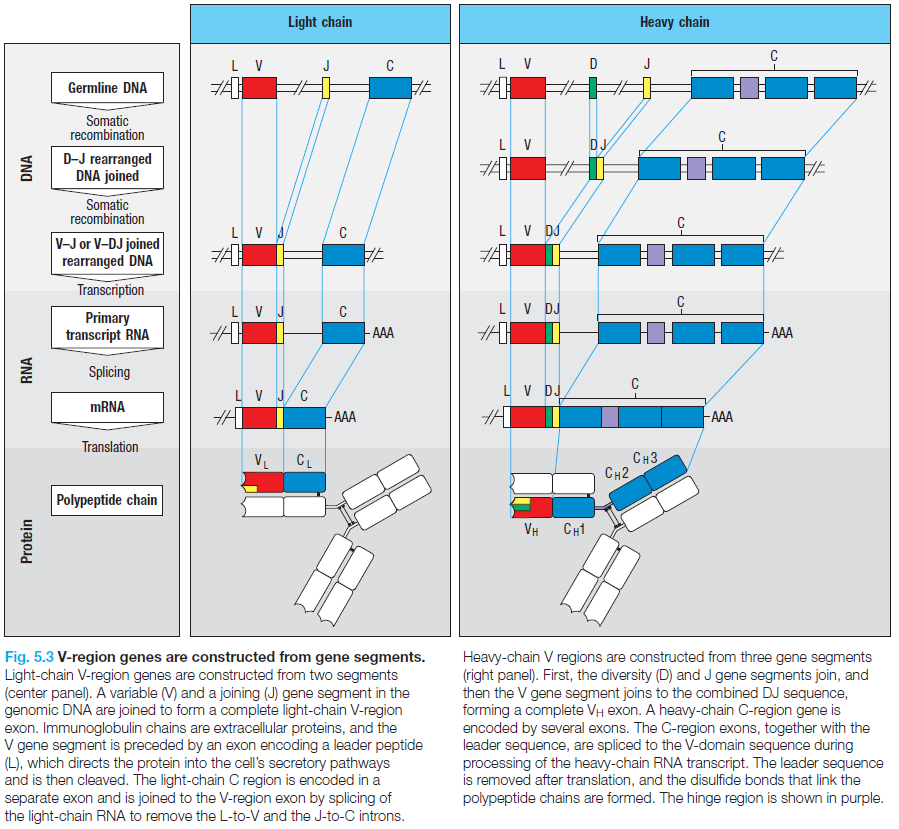 Light chain
Heavy chain
DNA
Germline DNA
Somatic
recombination
D–J rearranged
DNA joined
Somatic
recombination
V–J or V–DJ joined
rearranged DNA
Transcription
RNA
Primary
transcript RNA
Splicing
mRNA
Translation
Protein
Polypeptide chain
L V J C
L V J C
L V J C
AAA
L V J C
AAA
VL CL
L V D J C
L V DJ C
L V DJ C
L V DJ C
AAA
L V DJ C
AAA
CH2 CH3
VH CH1
Fig. 5.3 V-region genes are constructed from gene segments.
Light-chain V-region genes are constructed from two segments
(center panel). A variable (V) and a joining (J) gene segment in the
genomic DNA are joined to form a complete light-chain V-region
exon. Immunoglobulin chains are extracellular proteins, and the
V gene segment is preceded by an exon encoding a leader peptide
(L), which directs the protein into the cell's secretory pathways
and is then cleaved. The light-chain C region is encoded in a
separate exon and is joined to the V-region exon by splicing of
the light-chain RNA to remove the L-to-V and the J-to-C introns.
Heavy-chain V regions are constructed from three gene segments
(right panel). First, the diversity (D) and J gene segments join, and
then the V gene segment joins to the combined DJ sequence,
forming a complete VH exon. A heavy-chain C-region gene is
encoded by several exons. The C-region exons, together with the
leader sequence, are spliced to the V-domain sequence during
processing of the heavy-chain RNA transcript. The leader sequence
is removed after translation, and the disulfide bonds that link the
polypeptide chains are formed. The hinge region is shown in purple.